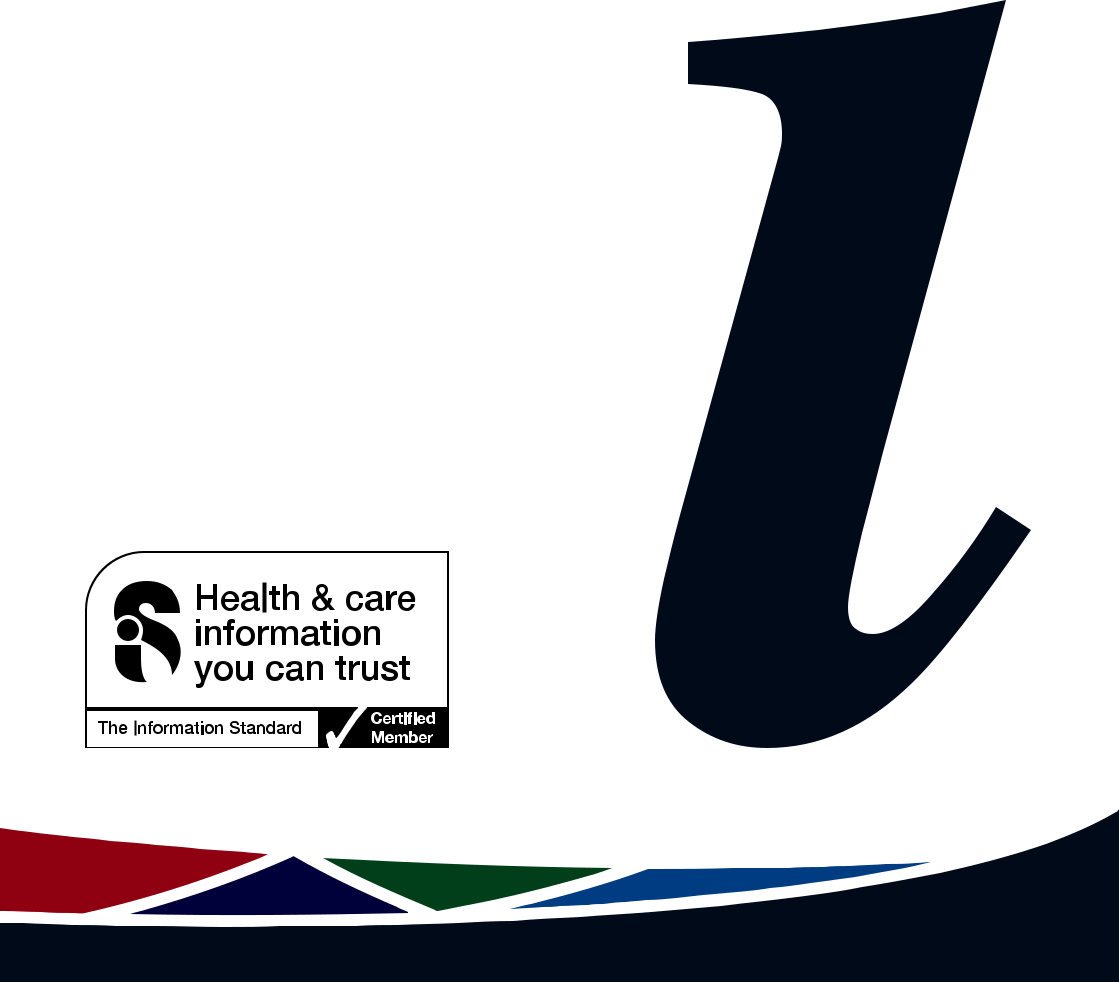 i
Health & care
information
you can trust
The Information Standard
Certified
Member